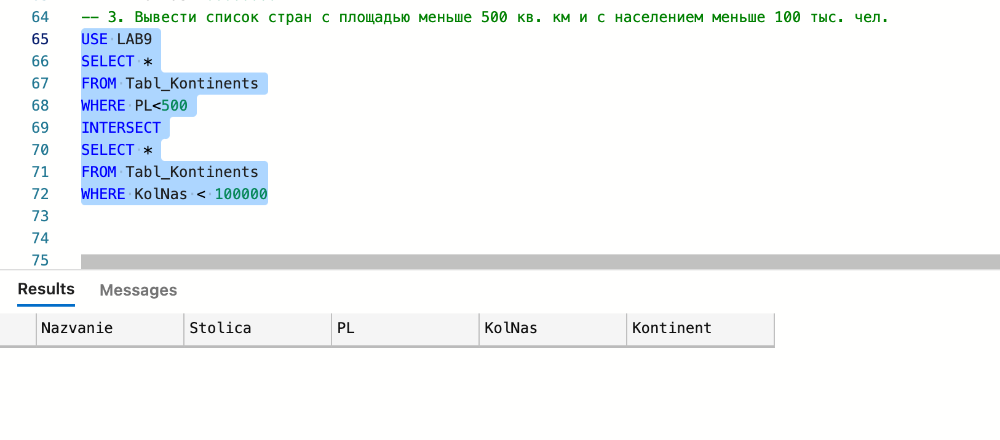 64 -- 3. Вывести список стран с площадью меньше 500 кв. км и с населением меньше 100 тыс. чел.
65 USE LAB9
66 SELECT *
67 FROM Tabl_Kontinents
68 WHERE PL<500
69 INTERSECT
70 SELECT *
71 FROM Tabl_Kontinents
72 WHERE KolNas < 100000
73
74
75
Results Messages
Nazvanie Stolica PL KolNas Kontinent